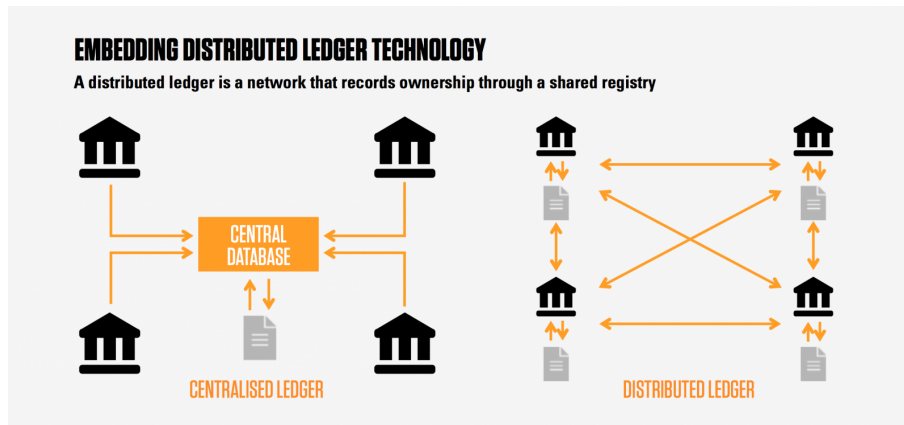 EMBEDDING DISTRIBUTED LEDGER TECHNOLOGY
A distributed ledger is a network that records ownership through a shared registry
CENTRAL
DATABASE
CENTRALISED LEDGER
DISTRIBUTED LEDGER